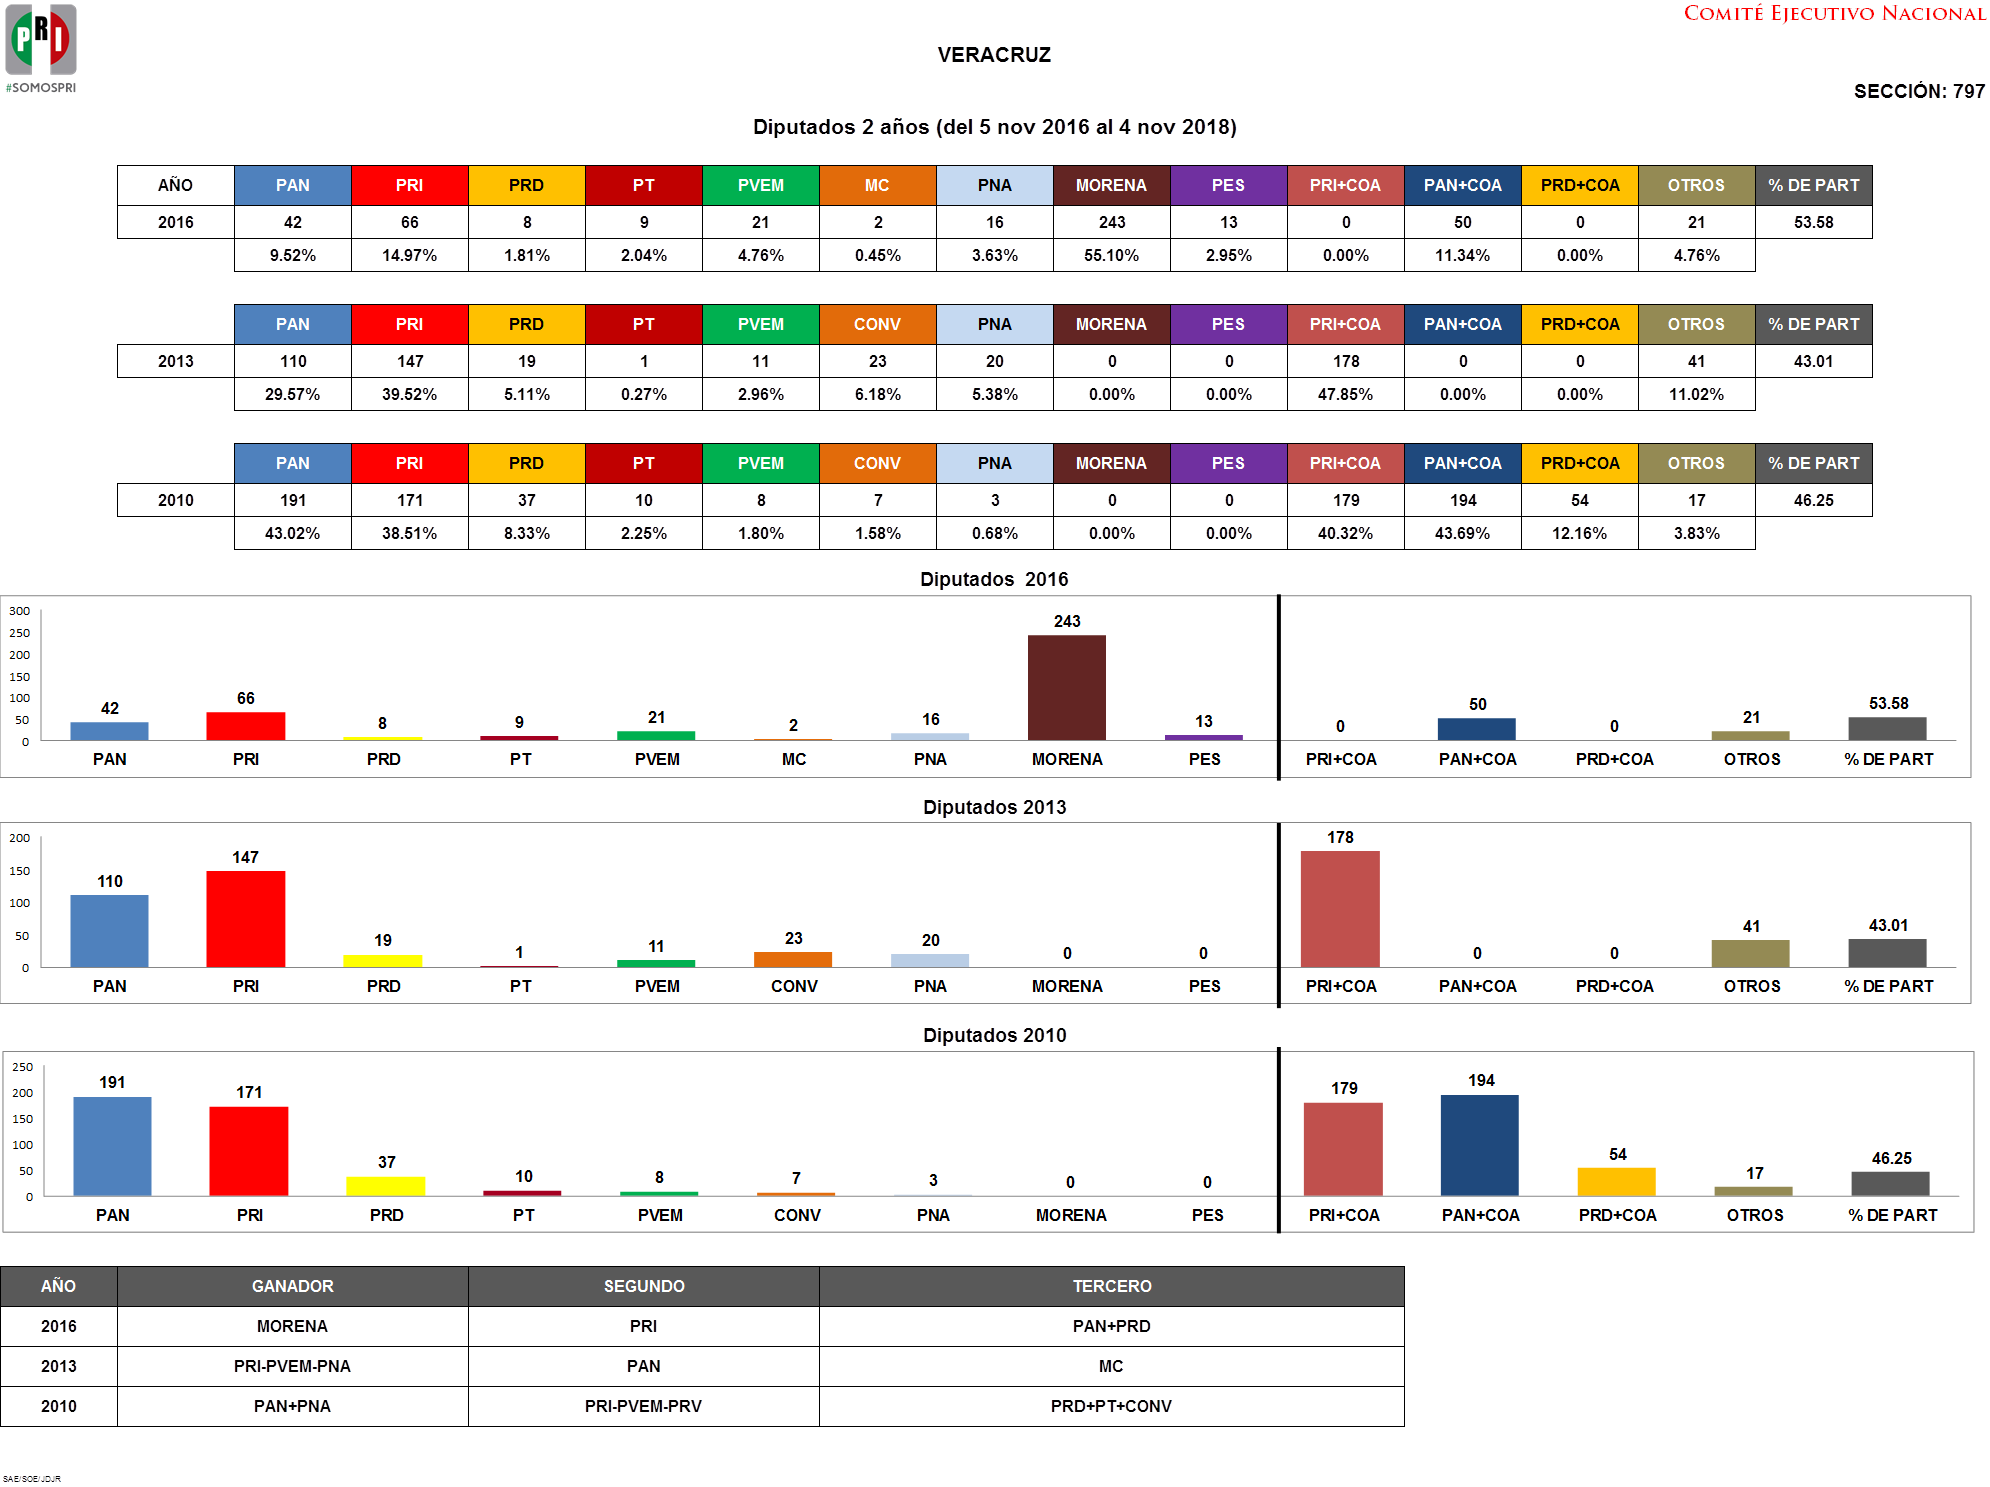 PRI
#SOMOSPRI
COMITÉ EJECUTIVO NACIONAL
VERACRUZ
SECCIÓN: 797
Diputados 2 años (del 5 nov 2016 al 4 nov 2018)
AÑO PAN PRI PRD PT PVEM MC PNA MORENA PES PRI+COA PAN+COA PRD+COA OTROS % DE PART
2016 42 66 8 9 21 2 16 243 13 0 50 0 21 53.58
9.52% 14.97% 1.81% 2.04% 4.76% 0.45% 3.63% 55.10% 2.95% 0.00% 11.34% 0.00% 4.76%
PAN PRI PRD PT PVEM CONV PNA MORENA PES PRI+COA PAN+COA PRD+COA OTROS % DE PART
2013 110 147 19 1 11 23 20 0 0 178 0 0 41 43.01
29.57% 39.52% 5.11% 0.27% 2.96% 6.18% 5.38% 0.00% 0.00% 47.85% 0.00% 0.00% 11.02%
PAN PRI PRD PT PVEM CONV PNA MORENA PES PRI+COA PAN+COA PRD+COA OTROS % DE PART
2010 191 171 37 10 8 7 3 0 0 179 194 54 17 46.25
43.02% 38.51% 8.33% 2.25% 1.80% 1.58% 0.68% 0.00% 0.00% 40.32% 43.69% 12.16% 3.83%
Diputados 2016
300
250
200
150
100
50
0
42 66 8 9 21 2 16 243 13 0 50 0 21 53.58
PAN PRI PRD PT PVEM MC PNA MORENA PES PRI+COA PAN+COA PRD+COA OTROS % DE PART
Diputados 2013
200
150
100
50
0
110 147 19 1 11 23 20 0 0 178 0 0 41 43.01
PAN PRI PRD PT PVEM CONV PNA MORENA PES PRI+COA PAN+COA PRD+COA OTROS % DE PART
Diputados 2010
250
200
150
100
50
0
191 171 37 10 8 7 3 0 0 179 194 54 17 46.25
PAN PRI PRD PT PVEM CONV PNA MORENA PES PRI+COA PAN+COA PRD+COA OTROS % DE PART
AÑO GANADOR SEGUNDO TERCERO
2016 MORENA PRI PAN+PRD
2013 PRI-PVEM-PNA PAN MC
2010 PAN+PNA PRI-PVEM-PRV PRD+PT+CONV
SAE/SOE/JDJR